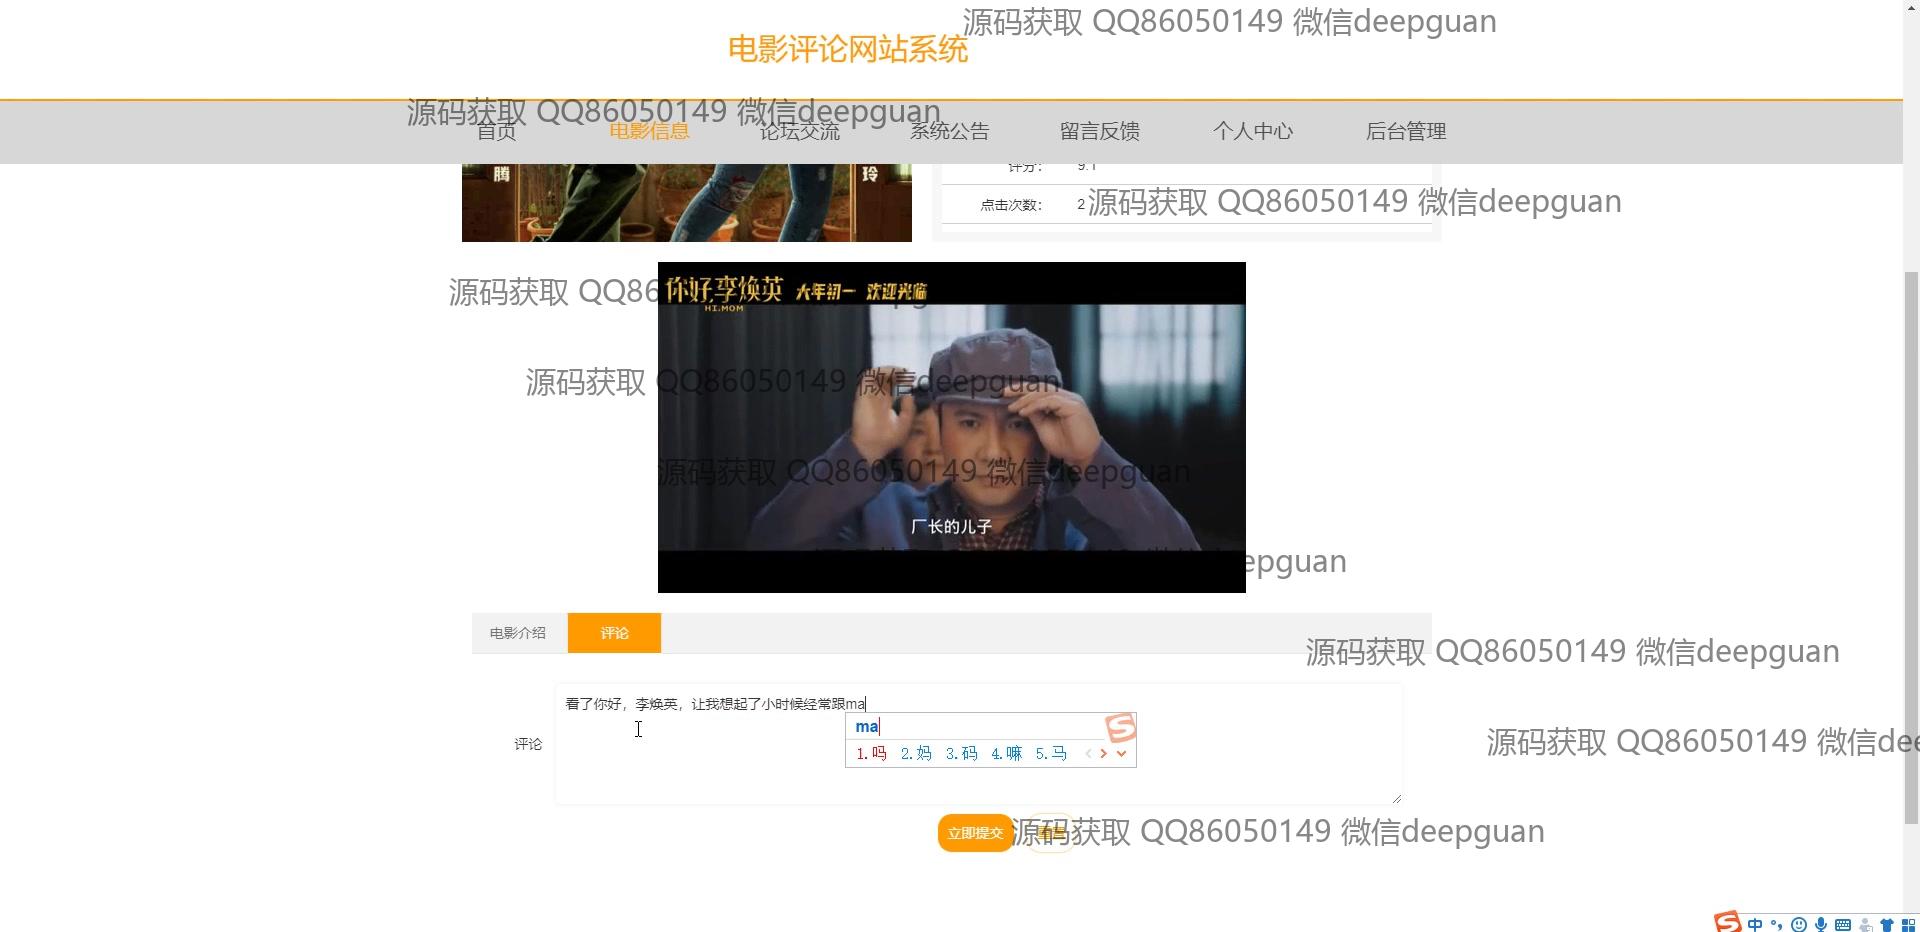 源码获取 QQ86050149 微信deepguan
电影评论网站系统
源码获取 QQ86050149 微信deepguan
首页 电影信息 论坛交流 系统公告 留言反馈 个人中心 后台管理
腾 玲
评分： 9.1
点击次数： 2
源码获取 QQ86050149 微信deepguan
源码获取 QQ86
你好,李焕英 大年初一 欢迎光临
HI,MOM
源码获取 QQ86050149 微信deepguan
源码获取 QQ86050149 微信deepguan
厂长的儿子
epguan
电影介绍 评论
源码获取 QQ86050149 微信deepguan
评论
看了你好，李焕英，让我想起了小时候经常跟ma
ma
1.吗 2.妈 3.码 4.嘛 5.马
源码获取 QQ86050149 微信dee
立即提交
源码获取 QQ86050149 微信deepguan
中